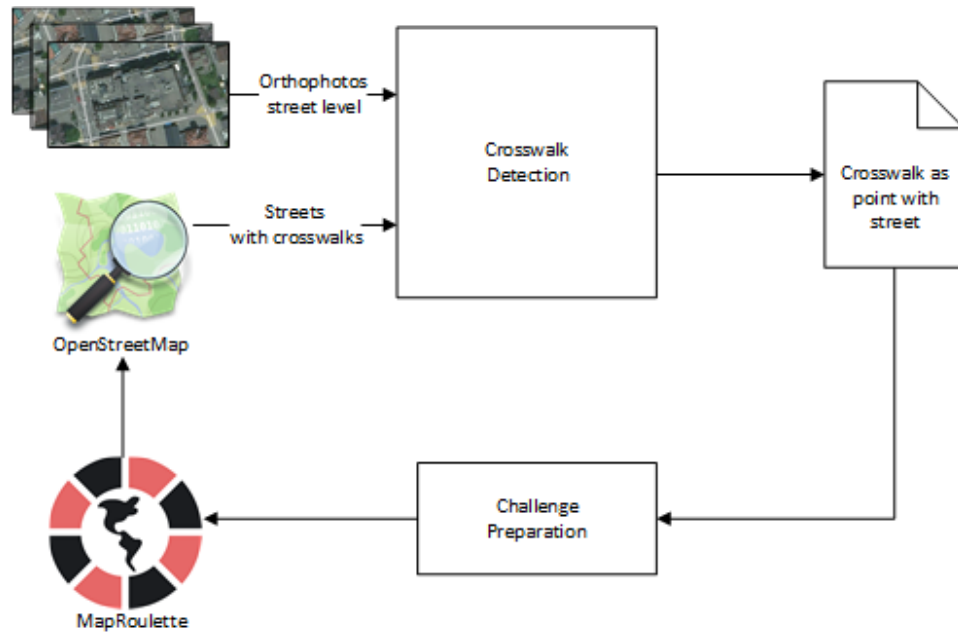 Orthophotos
street level
Crosswalk
Detection
Crosswalk as
point with
street
Streets
with crosswalks
OpenStreetMap
Challenge
Preparation
MapRoulette